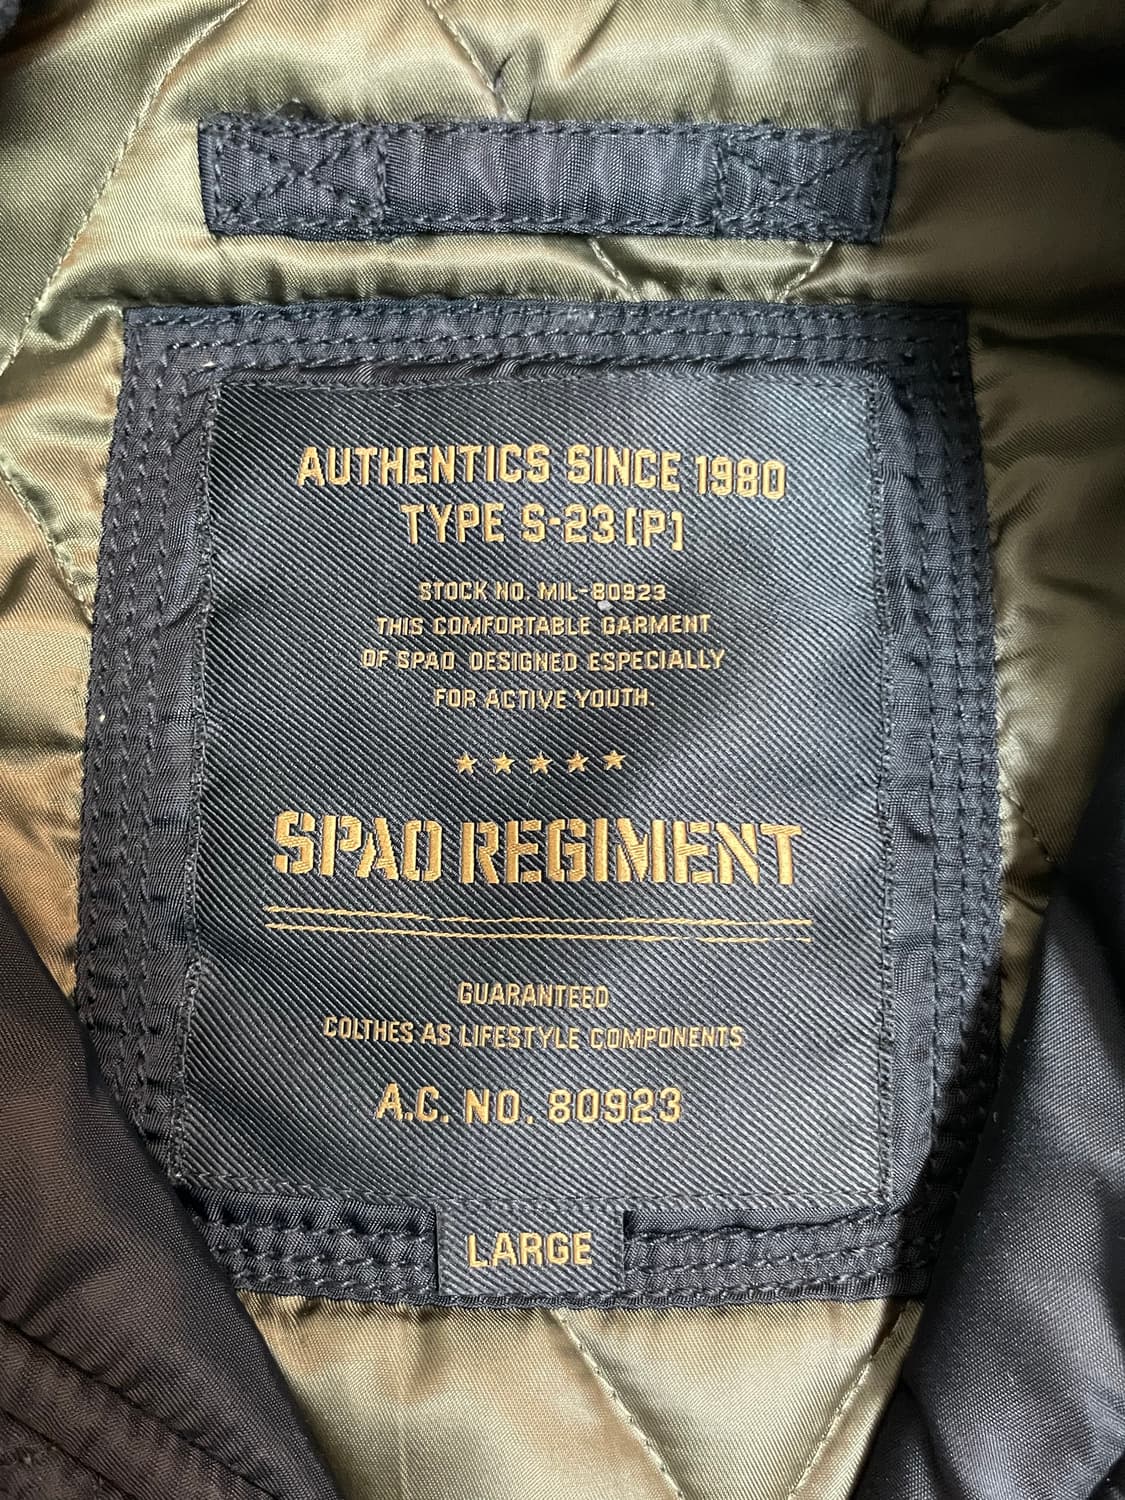 AUTHENTICS SINCE 1980
TYPE S-23[P]
STOCK NO. MIL-80923
THIS COMFORTABLE GARMENT
OF SPAO DESIGNED ESPECIALLY
FOR ACTIVE YOUTH.
★★★★★
SPAO REGIMENT
GUARANTEED
COLTHES AS LIFESTYLE COMPONENTS
A.C. NO. 80923
LARGE